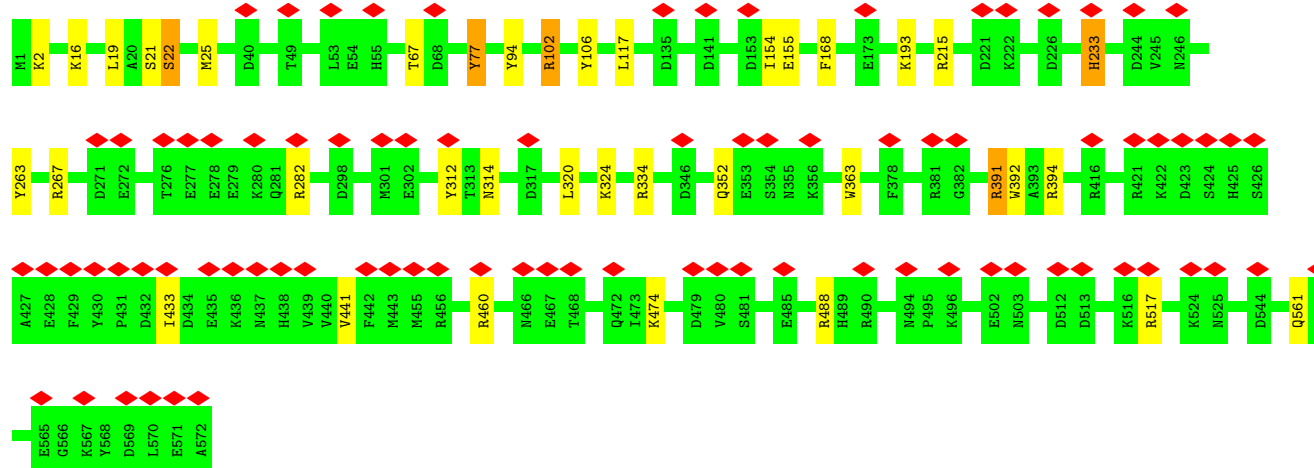 M1 K2 K16 L19 A20 S21 S22 M25 D40 T49 L53 E54 H55 T67 D68 Y77 Y94 R102 Y106 L117 D135 D141 D153 I154 E155 F168 E173 K193 R215 D221 K222 D226 H233 D244 V245 N246
Y263 R267 D271 E272 T276 E277 E278 E279 K280 Q281 R282 D298 M301 E302 Y312 T313 N314 D317 L320 K324 R334 D346 Q352 E353 S354 N355 K356 W363 F378 R381 G382 R391 W392 A393 R394 R416 R421 K422 D423 S424 H425 S426
A427 E428 F429 Y430 P431 D432 I433 D434 E435 K436 N437 H438 V439 V440 V441 F442 M443 M455 R456 R460 N466 E467 T468 Q472 I473 K474 D479 V480 S481 E485 R488 H489 R490 N494 P495 K496 E502 N503 D512 D513 K516 R517 K524 N525 D544 Q561
E565 G566 K567 Y568 D569 L570 E571 A572